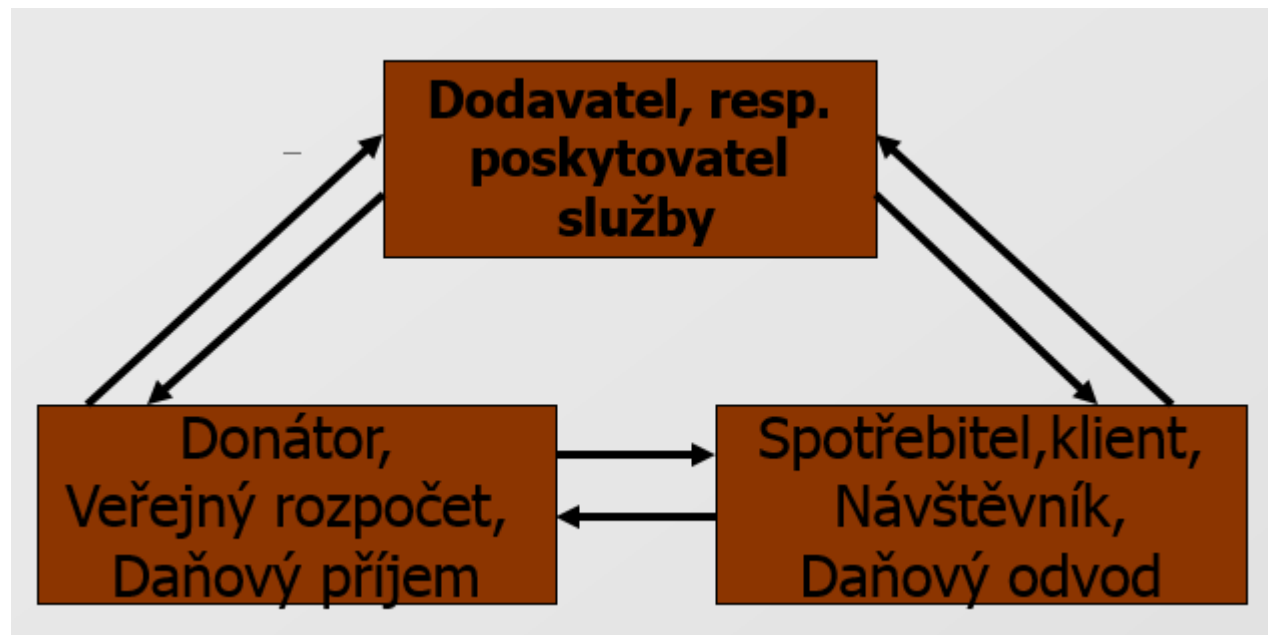 Dodavatel, resp.
poskytovatel
služby
Donátor,
Veřejný rozpočet,
Daňový příjem
Spotřebitel,klient,
Návštěvník,
Daňový odvod